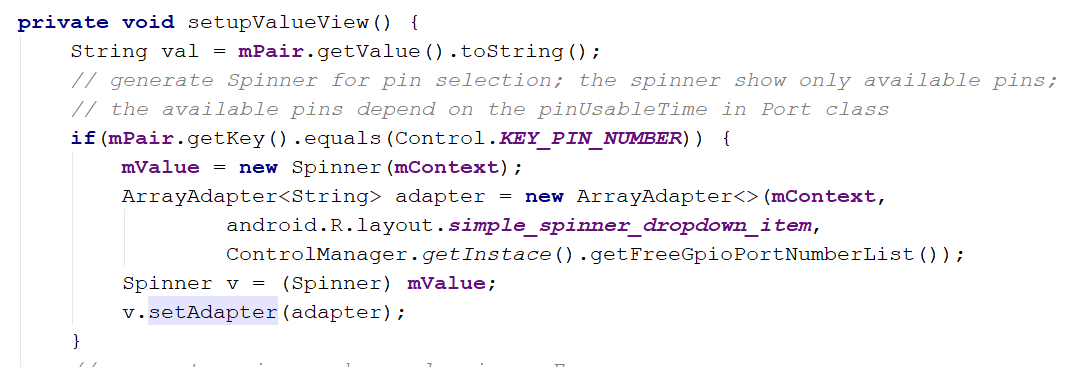 private void setupValueView() {
String val = mPair.getValue().toString();
// generate Spinner for pin selection; the spinner show only available pins;
// the available pins depend on the pinUsableTime in Port class
if(mPair.getKey().equals(Control.KEY_PIN_NUMBER)) {
mValue = new Spinner(mContext);
ArrayAdapter<String> adapter = new ArrayAdapter<>(mContext,
android.R.layout.simple_spinner_dropdown_item,
ControlManager.getInstace().getFreeGpioPortNumberList());
Spinner v = (Spinner) mValue;
v.setAdapter(adapter);
}